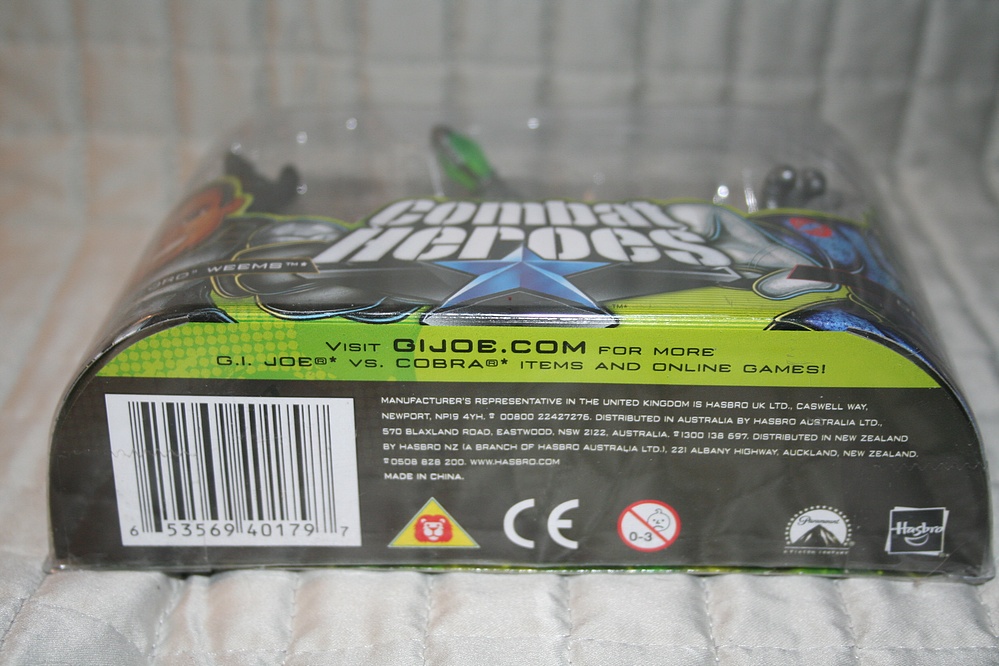 Combat
Heroes
WEEMS™*
™*
VISIT GIJOE.COM FOR MORE
G.I. JOE®* VS. COBRA®* ITEMS AND ONLINE GAMES!
MANUFACTURER'S REPRESENTATIVE IN THE UNITED KINGDOM IS HASBRO UK LTD., CASWELL WAY,
NEWPORT, NP19 4YH. ☎ 00800 22427276. DISTRIBUTED IN AUSTRALIA BY HASBRO AUSTRALIA LTD.,
570 BLAXLAND ROAD, EASTWOOD, NSW 2122, AUSTRALIA. ☎ 1300 138 697. DISTRIBUTED IN NEW ZEALAND
BY HASBRO NZ (A BRANCH OF HASBRO AUSTRALIA LTD.), 221 ALBANY HIGHWAY, AUCKLAND, NEW ZEALAND.
☎ 0508 828 200. WWW.HASBRO.COM
MADE IN CHINA.
6 53569 40179 7
CE
0-3
Paramount
Hasbro